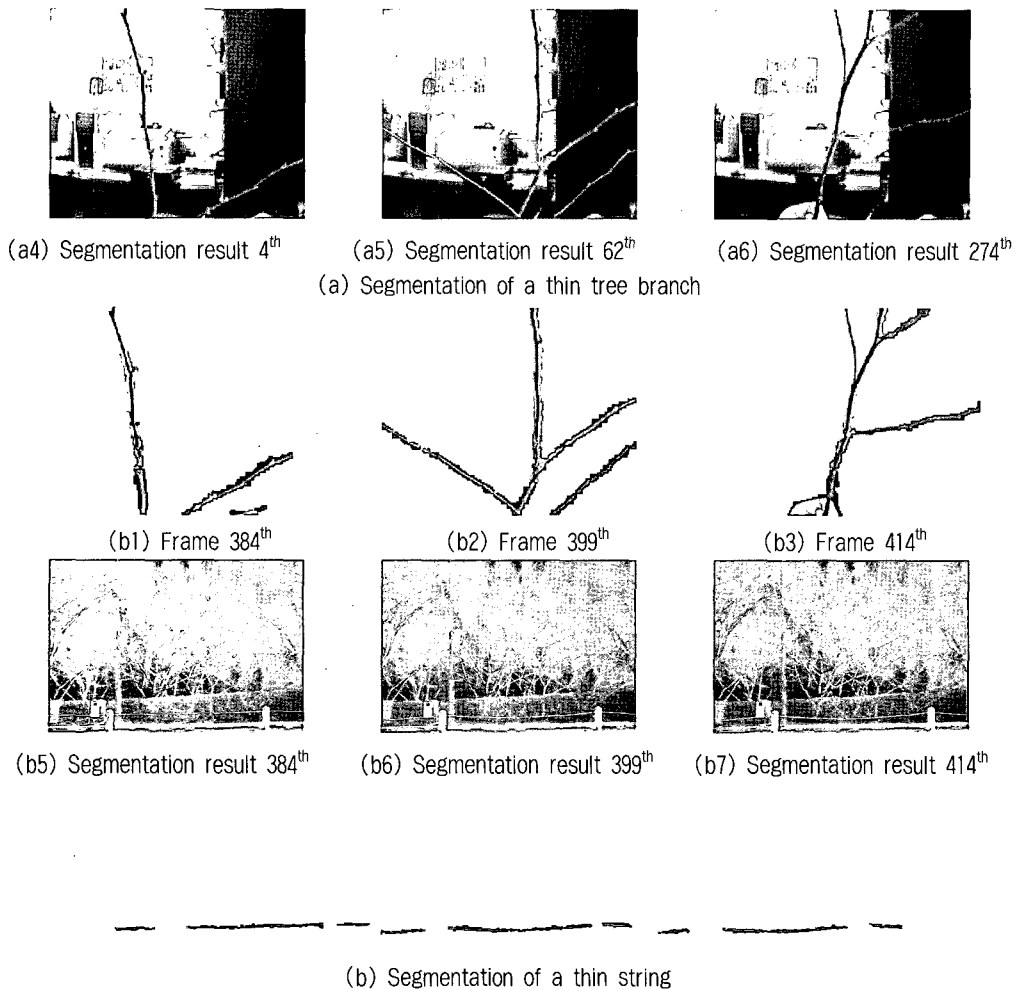 (a4) Segmentation result 4th (a5) Segmentation result 62th (a6) Segmentation result 274th
(a) Segmentation of a thin tree branch
(b1) Frame 384th (b2) Frame 399th (b3) Frame 414th
(b5) Segmentation result 384th (b6) Segmentation result 399th (b7) Segmentation result 414th
(b) Segmentation of a thin string